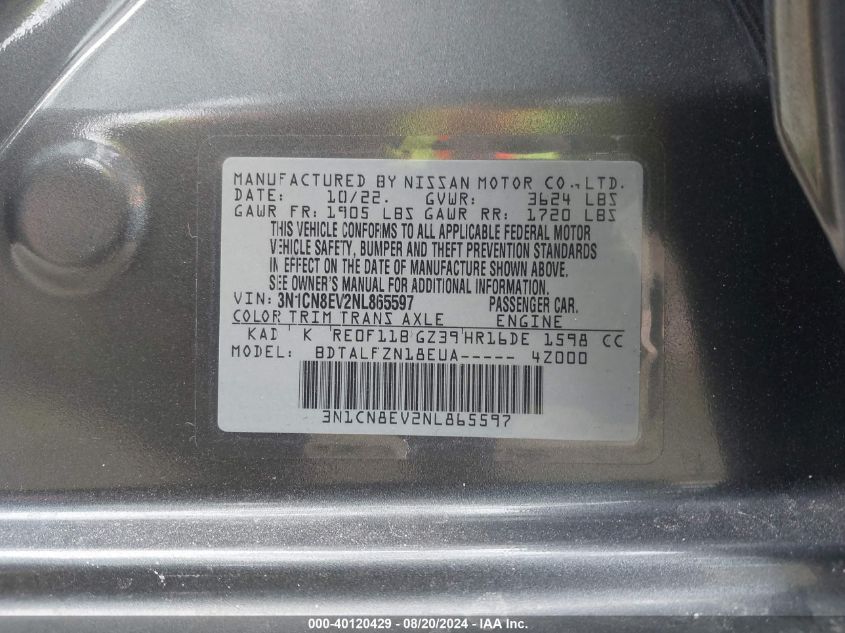 MANUFACTURED BY NISSAN MOTOR CO., LTD.
DATE: 10/22. GVWR: 3624 LBS
GAWR FR: 1905 LBS GAWR RR: 1720 LBS
THIS VEHICLE CONFORMS TO ALL APPLICABLE FEDERAL MOTOR
VEHICLE SAFETY, BUMPER AND THEFT PREVENTION STANDARDS
IN EFFECT ON THE DATE OF MANUFACTURE SHOWN ABOVE.
SEE OWNER'S MANUAL FOR ADDITIONAL INFORMATION
VIN: 3N1CN8EV2NL865597 PASSENGER CAR.
COLOR TRIM TRANS AXLE ENGINE
KAD K RE0F11B GZ39 HR16DE 1598 CC
MODEL: BDTALFZN18EUA----- 4Z000
3N1CN8EV2NL865597
000-40120429 - 08/20/2024 - COPYRIGHT © 2024 IAA, INC.